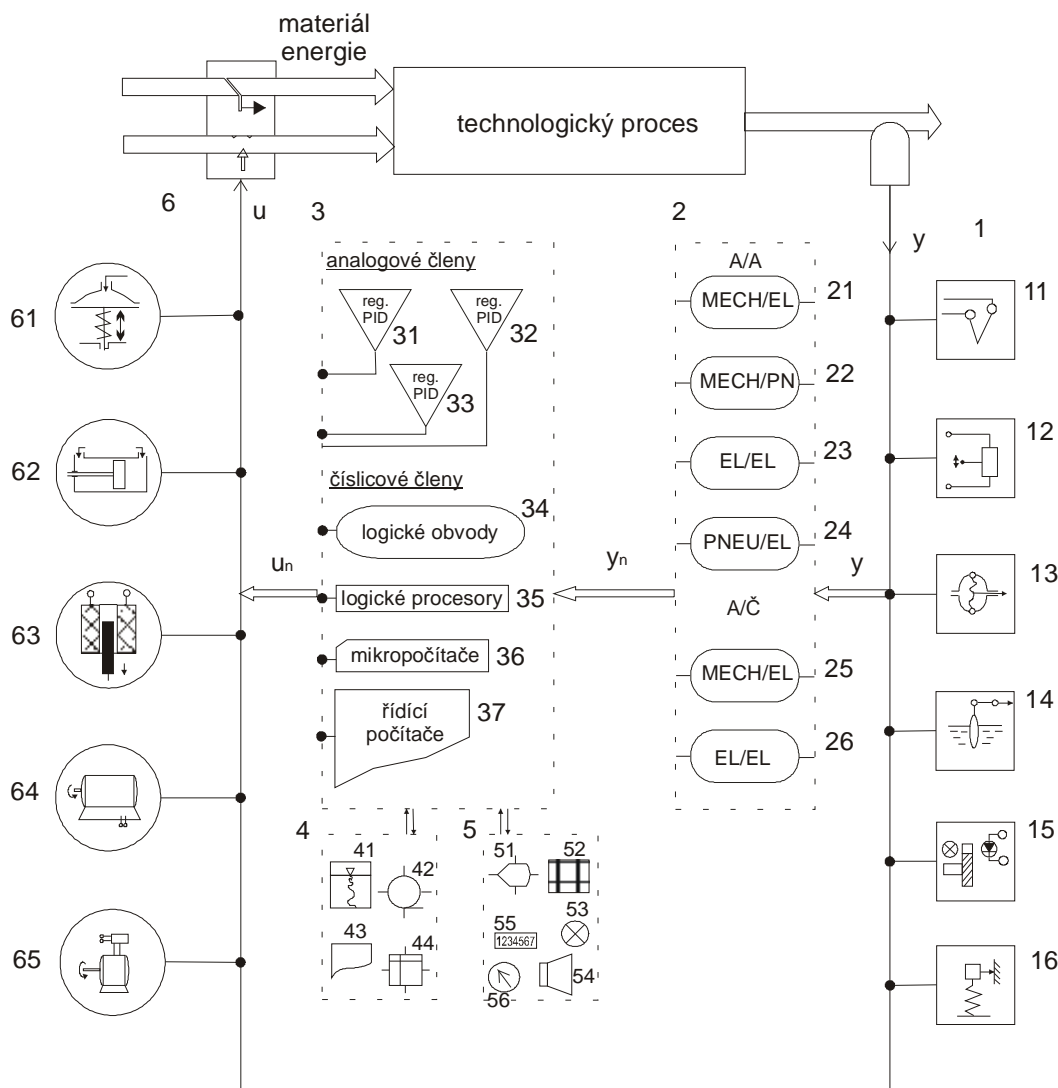 materiál
energie
technologický proces
6
u
3
2
y
1
analogové členy
reg.
PID
31
reg.
PID
32
reg.
PID
33
číslicové členy
logické obvody
34
logické procesory
35
mikropočítače
36
řídící
počítače
37
A/A
MECH/EL
21
MECH/PN
22
EL/EL
23
PNEU/EL
24
A/Č
MECH/EL
25
EL/EL
26
un
yn
y
61
62
63
64
65
11
12
13
14
15
16
4
41
42
43
44
5
51
52
53
55
1234567
54
56